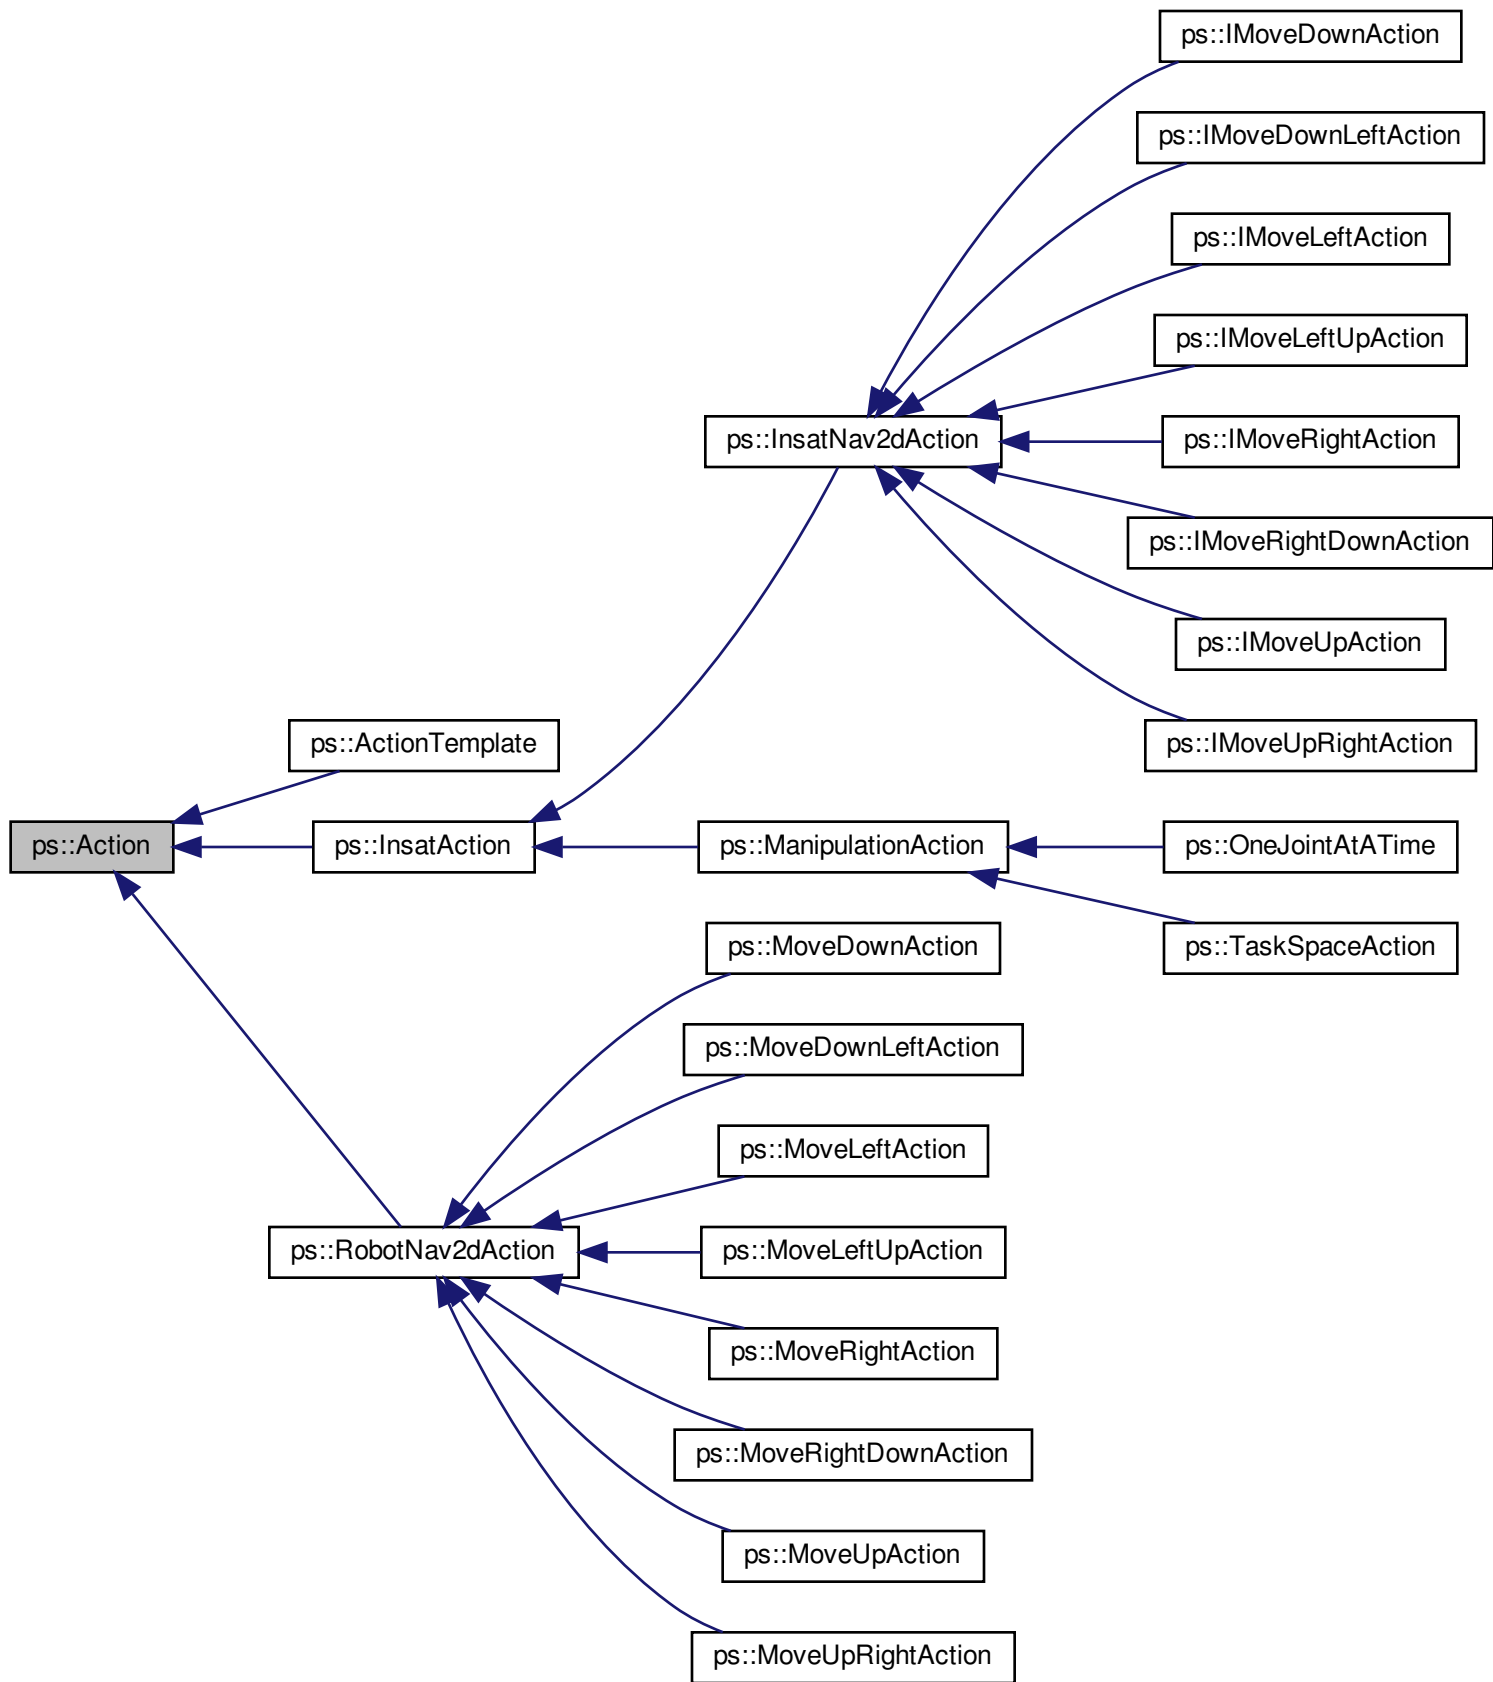 ps::IMoveDownAction
ps::IMoveDownLeftAction
ps::IMoveLeftAction
ps::IMoveLeftUpAction
ps::InsatNav2dAction
ps::IMoveRightAction
ps::IMoveRightDownAction
ps::IMoveUpAction
ps::ActionTemplate
ps::IMoveUpRightAction
ps::Action
ps::InsatAction
ps::ManipulationAction
ps::OneJointAtATime
ps::MoveDownAction
ps::TaskSpaceAction
ps::MoveDownLeftAction
ps::MoveLeftAction
ps::RobotNav2dAction
ps::MoveLeftUpAction
ps::MoveRightAction
ps::MoveRightDownAction
ps::MoveUpAction
ps::MoveUpRightAction